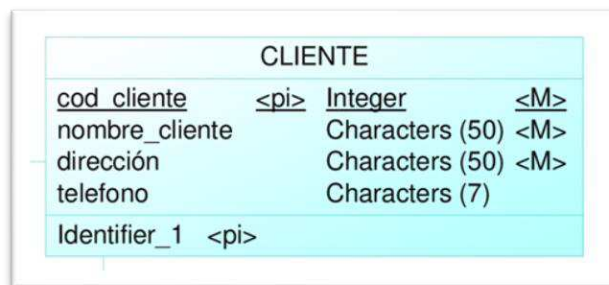 CLIENTE
cod_cliente <pi> Integer <M>
nombre_cliente Characters (50) <M>
dirección Characters (50) <M>
telefono Characters (7)
Identifier_1 <pi>